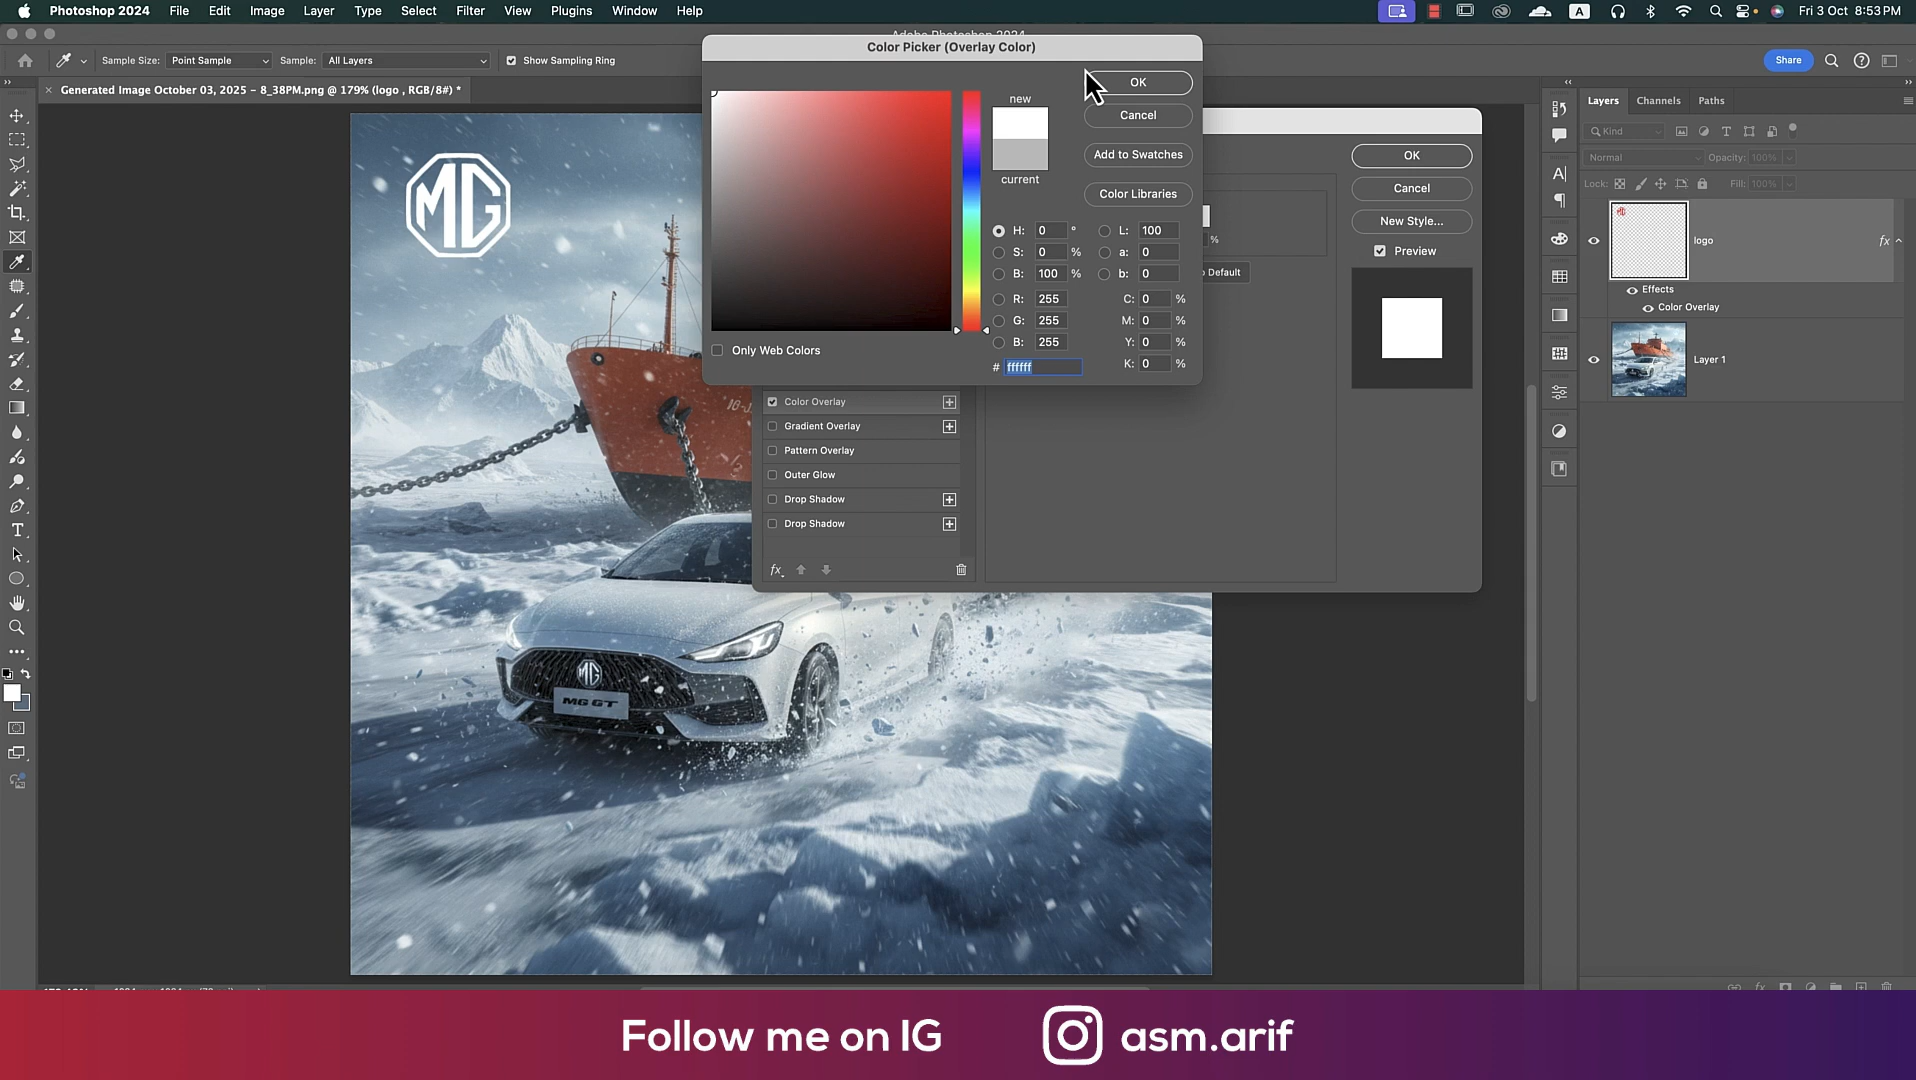 Photoshop 2024 File Edit Image Layer Type Select Filter View Plugins Window Help
A Fri 3 Oct 8:53 PM
Adobe Photoshop 2024
Sample Size: Point Sample Sample: All Layers Show Sampling Ring
Share
Generated Image October 03, 2025 - 8_38PM.png @ 179% (logo , RGB/8#) *
Color Picker (Overlay Color)
new
current
OK
Cancel
Add to Swatches
Color Libraries
H: 0 °
S: 0 %
B: 100 %
R: 255
G: 255
B: 255
# ffffff
L: 100
a: 0
b: 0
C: 0 %
M: 0 %
Y: 0 %
K: 0 %
Only Web Colors
%
Default
OK
Cancel
New Style...
Preview
Color Overlay
Gradient Overlay
Pattern Overlay
Outer Glow
Drop Shadow
Drop Shadow
fx
Layers Channels Paths
Kind
Normal Opacity: 100%
Lock: Fill: 100%
logo fx
Effects
Color Overlay
Layer 1
MG
MG
MG GT
Follow me on IG
asm.arif